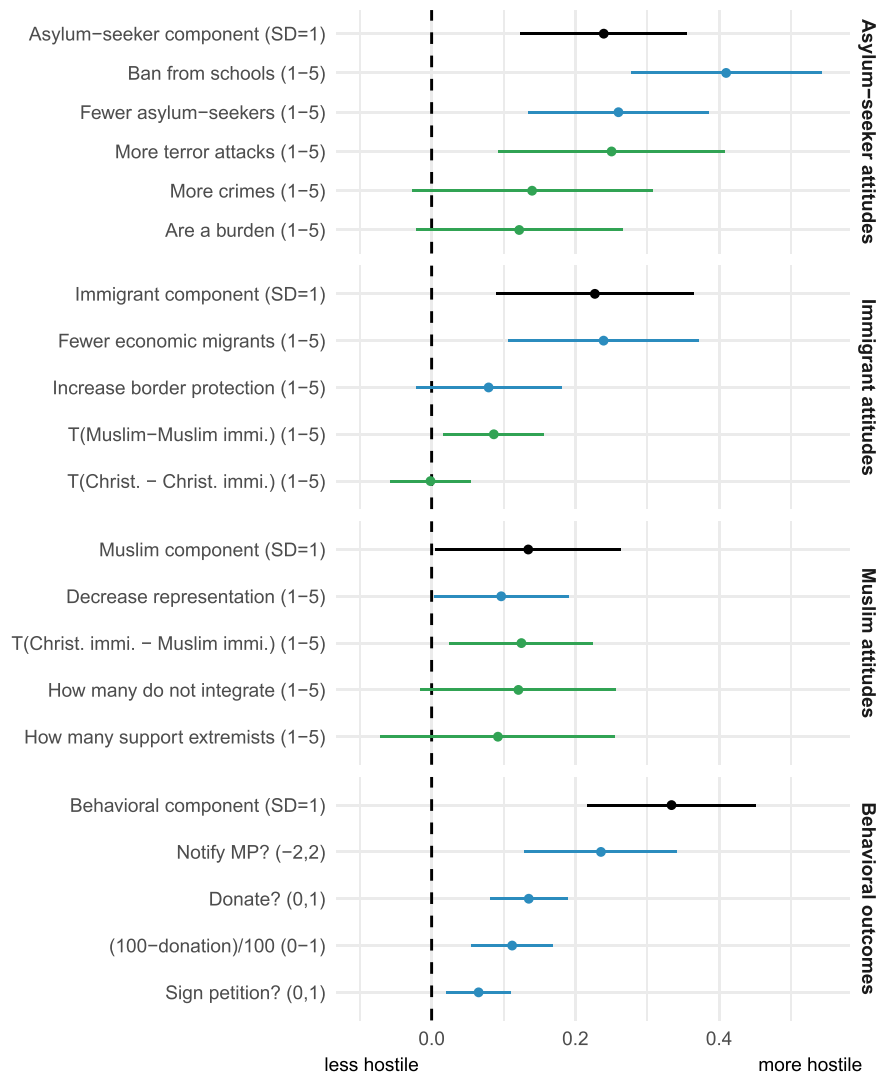 Asylum−seeker attitudes
Asylum−seeker component (SD=1)
Ban from schools (1−5)
Fewer asylum−seekers (1−5)
More terror attacks (1−5)
More crimes (1−5)
Are a burden (1−5)
Immigrant attitudes
Immigrant component (SD=1)
Fewer economic migrants (1−5)
Increase border protection (1−5)
T(Muslim−Muslim immi.) (1−5)
T(Christ. − Christ. immi.) (1−5)
Muslim attitudes
Muslim component (SD=1)
Decrease representation (1−5)
T(Christ. immi. − Muslim immi.) (1−5)
How many do not integrate (1−5)
How many support extremists (1−5)
Behavioral outcomes
Behavioral component (SD=1)
Notify MP? (−2,2)
Donate? (0,1)
(100−donation)/100 (0−1)
Sign petition? (0,1)
0.0 0.2 0.4
less hostile more hostile